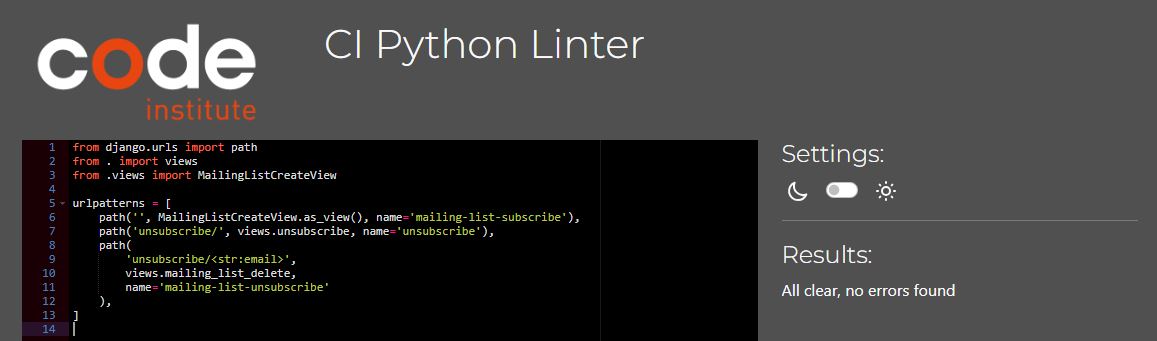 code
institute
CI Python Linter
1 from django.urls import path
2 from . import views
3 from .views import MailingListCreateView
4
5 urlpatterns = [
6     path('', MailingListCreateView.as_view(), name='mailing-list-subscribe'),
7     path('unsubscribe/', views.unsubscribe, name='unsubscribe'),
8     path(
9         'unsubscribe/<str:email>',
10         views.mailing_list_delete,
11         name='mailing-list-unsubscribe'
12     ),
13 ]
14
Settings:
Results:
All clear, no errors found